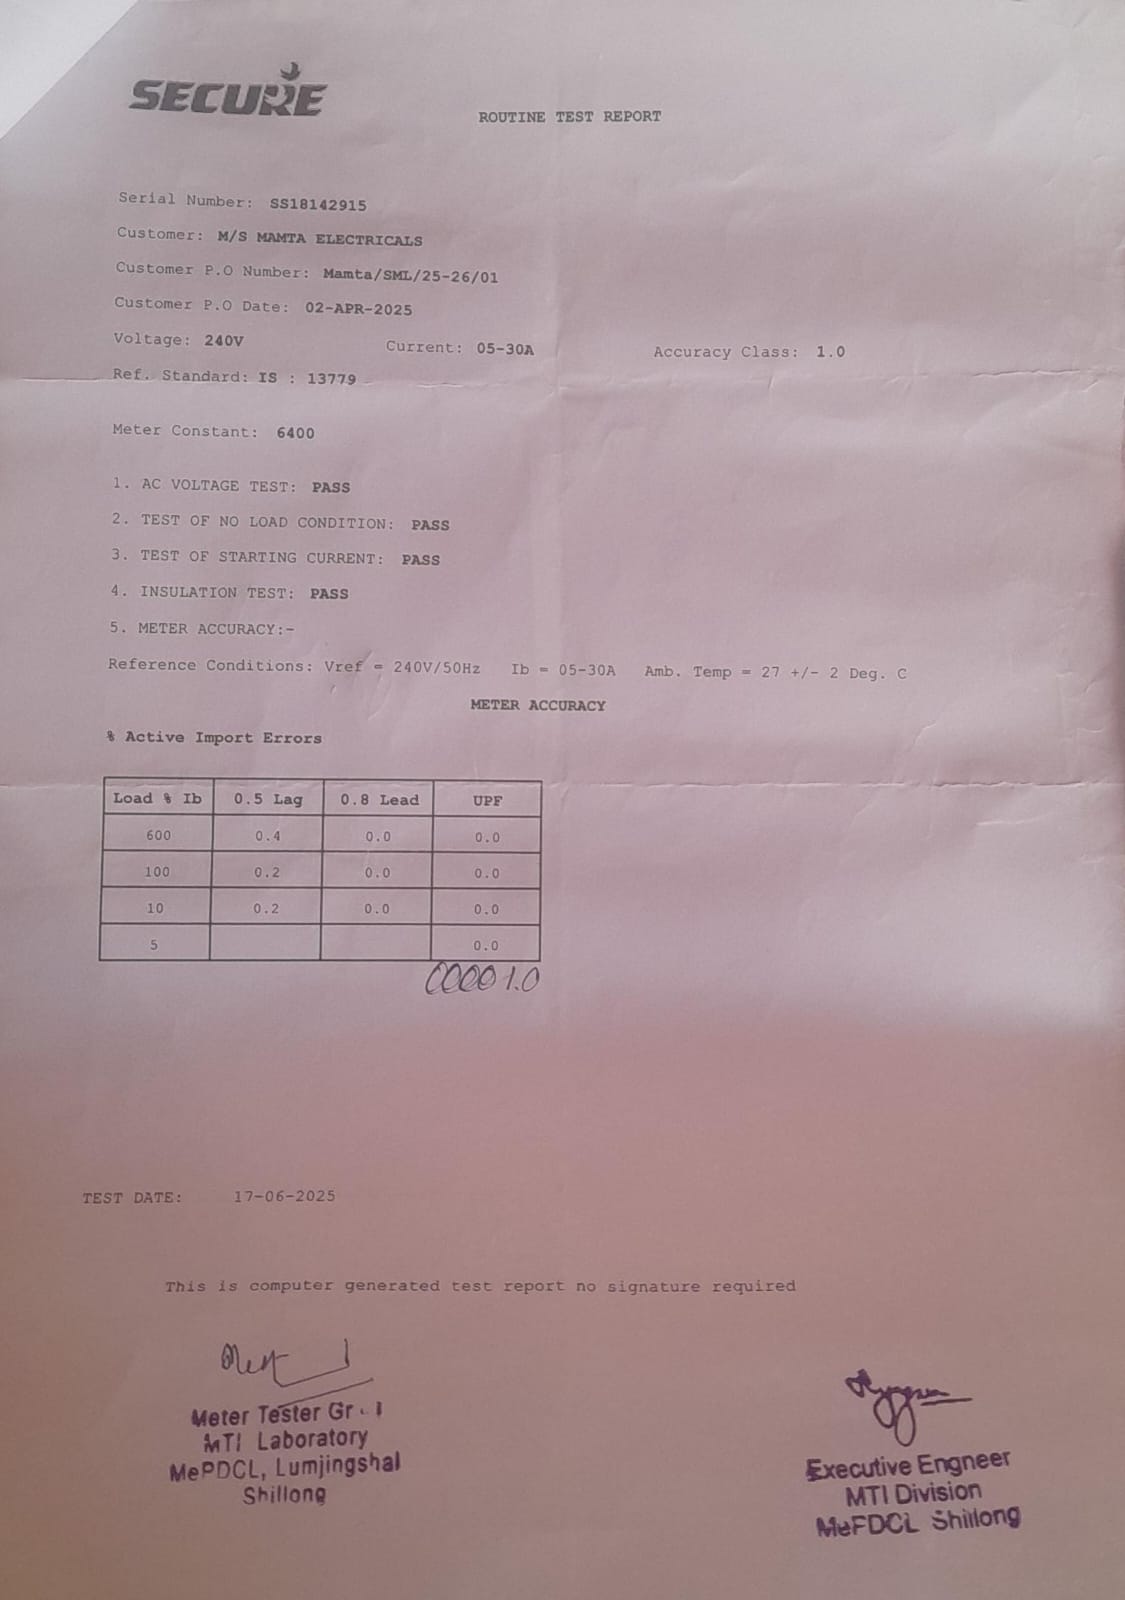 SECURE
ROUTINE TEST REPORT
Serial Number: SS18142915
Customer: M/S MAMTA ELECTRICALS
Customer P.O Number: Mamta/SML/25-26/01
Customer P.O Date: 02-APR-2025
Voltage: 240V Current: 05-30A Accuracy Class: 1.0
Ref. Standard: IS : 13779
Meter Constant: 6400
1. AC VOLTAGE TEST: PASS
2. TEST OF NO LOAD CONDITION: PASS
3. TEST OF STARTING CURRENT: PASS
4. INSULATION TEST: PASS
5. METER ACCURACY:-
Reference Conditions: Vref = 240V/50Hz Ib = 05-30A Amb. Temp = 27 +/- 2 Deg. C
METER ACCURACY
% Active Import Errors
Load % Ib 0.5 Lag 0.8 Lead UPF
600 0.4 0.0 0.0
100 0.2 0.0 0.0
10 0.2 0.0 0.0
5 0.0
00001.0
TEST DATE: 17-06-2025
This is computer generated test report no signature required
Meter Tester Gr
MTI Laboratory
MePDCL, Lumjingshai
Shillong
Executive Engneer
MTI Division
MePDCL Shillong